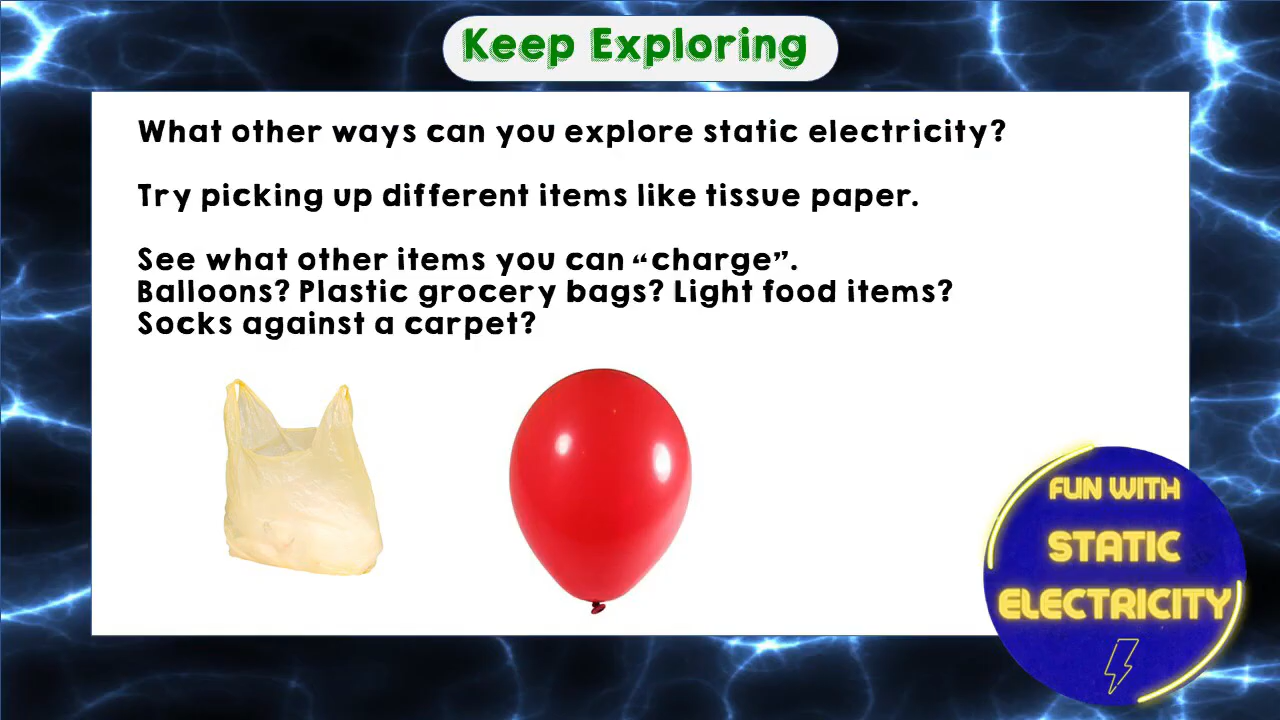 Keep Exploring
What other ways can you explore static electricity?
Try picking up different items like tissue paper.
See what other items you can “charge”.
Balloons? Plastic grocery bags? Light food items?
Socks against a carpet?
FUN WITH
STATIC
ELECTRICITY